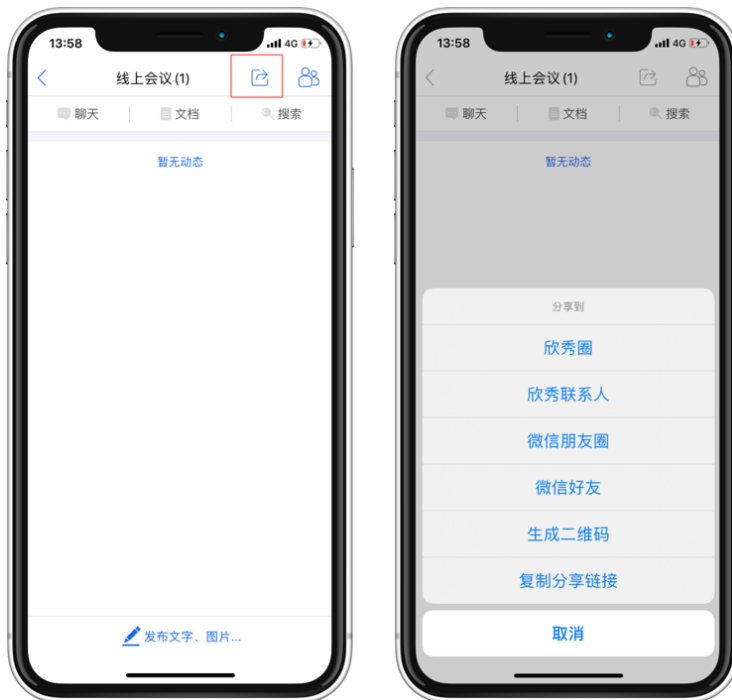 13:58 4G
线上会议(1)
聊天 文档 搜索
暂无动态
发布文字、图片...
13:58 4G
线上会议(1)
聊天 文档 搜索
暂无动态
分享到
欣秀圈
欣秀联系人
微信朋友圈
微信好友
生成二维码
复制分享链接
取消